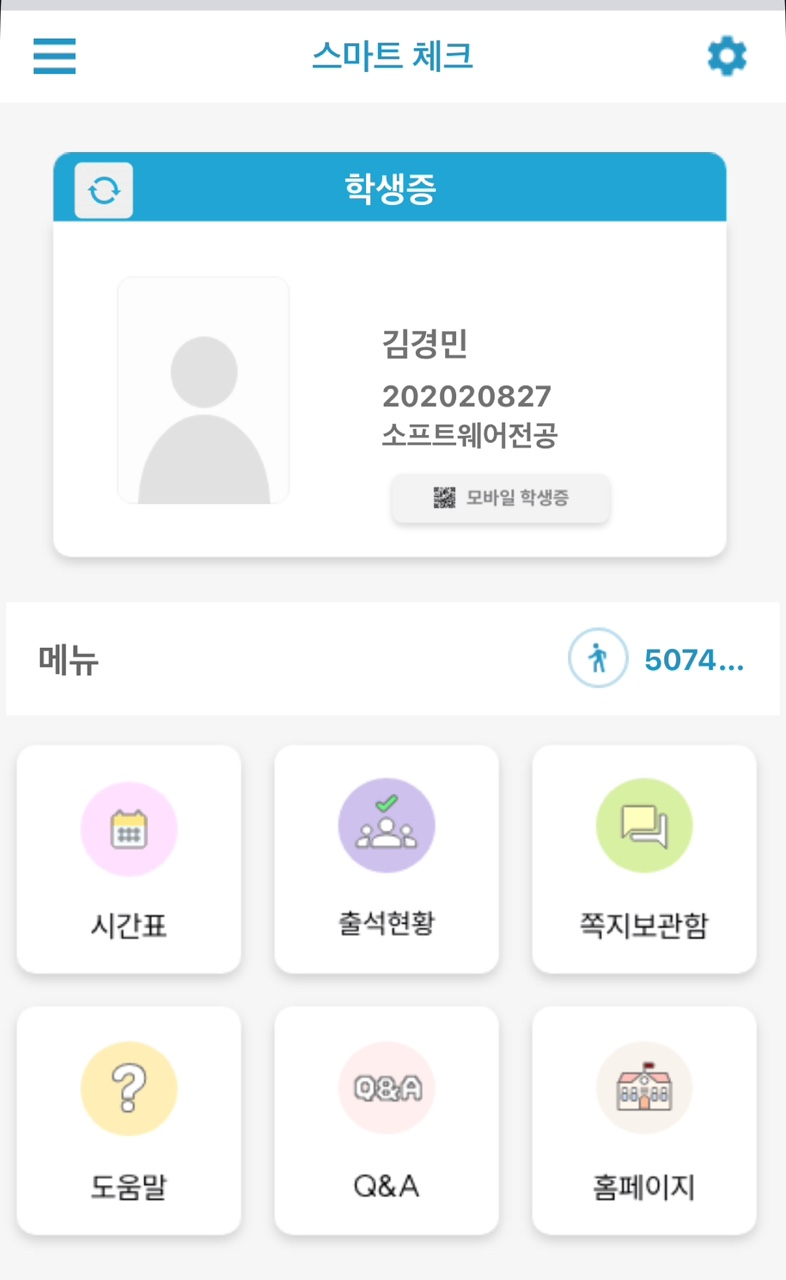 스마트 체크
학생증
김경민
202020827
소프트웨어전공
모바일 학생증
메뉴
5074...
시간표
출석현황
쪽지보관함
Q&A
도움말
Q&A
홈페이지